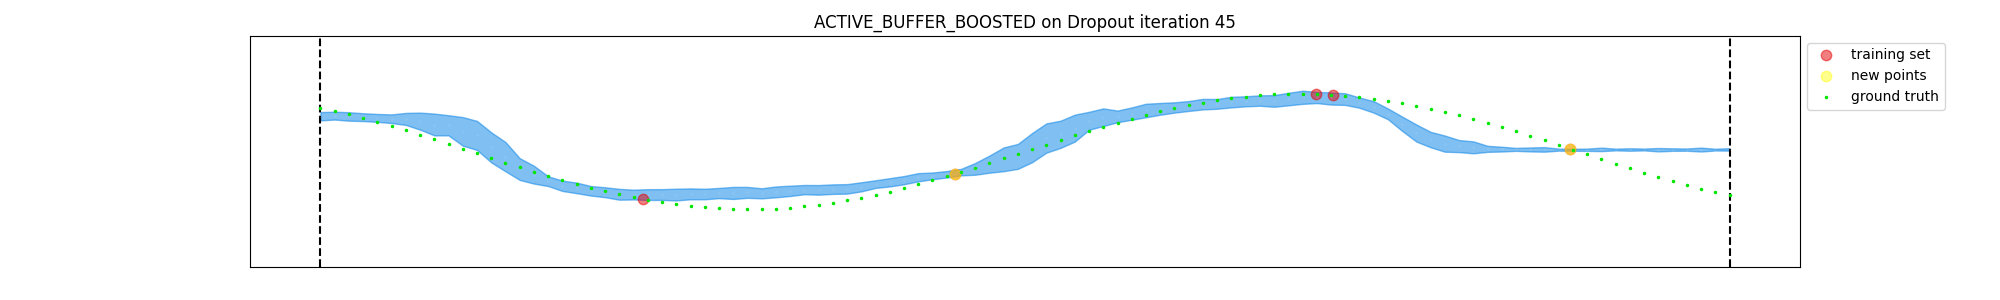 ACTIVE_BUFFER_BOOSTED on Dropout iteration 45
training set
new points
ground truth